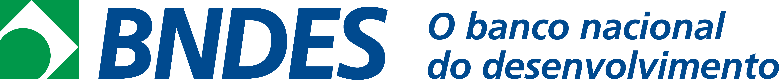 BNDES
O banco nacional
do desenvolvimento